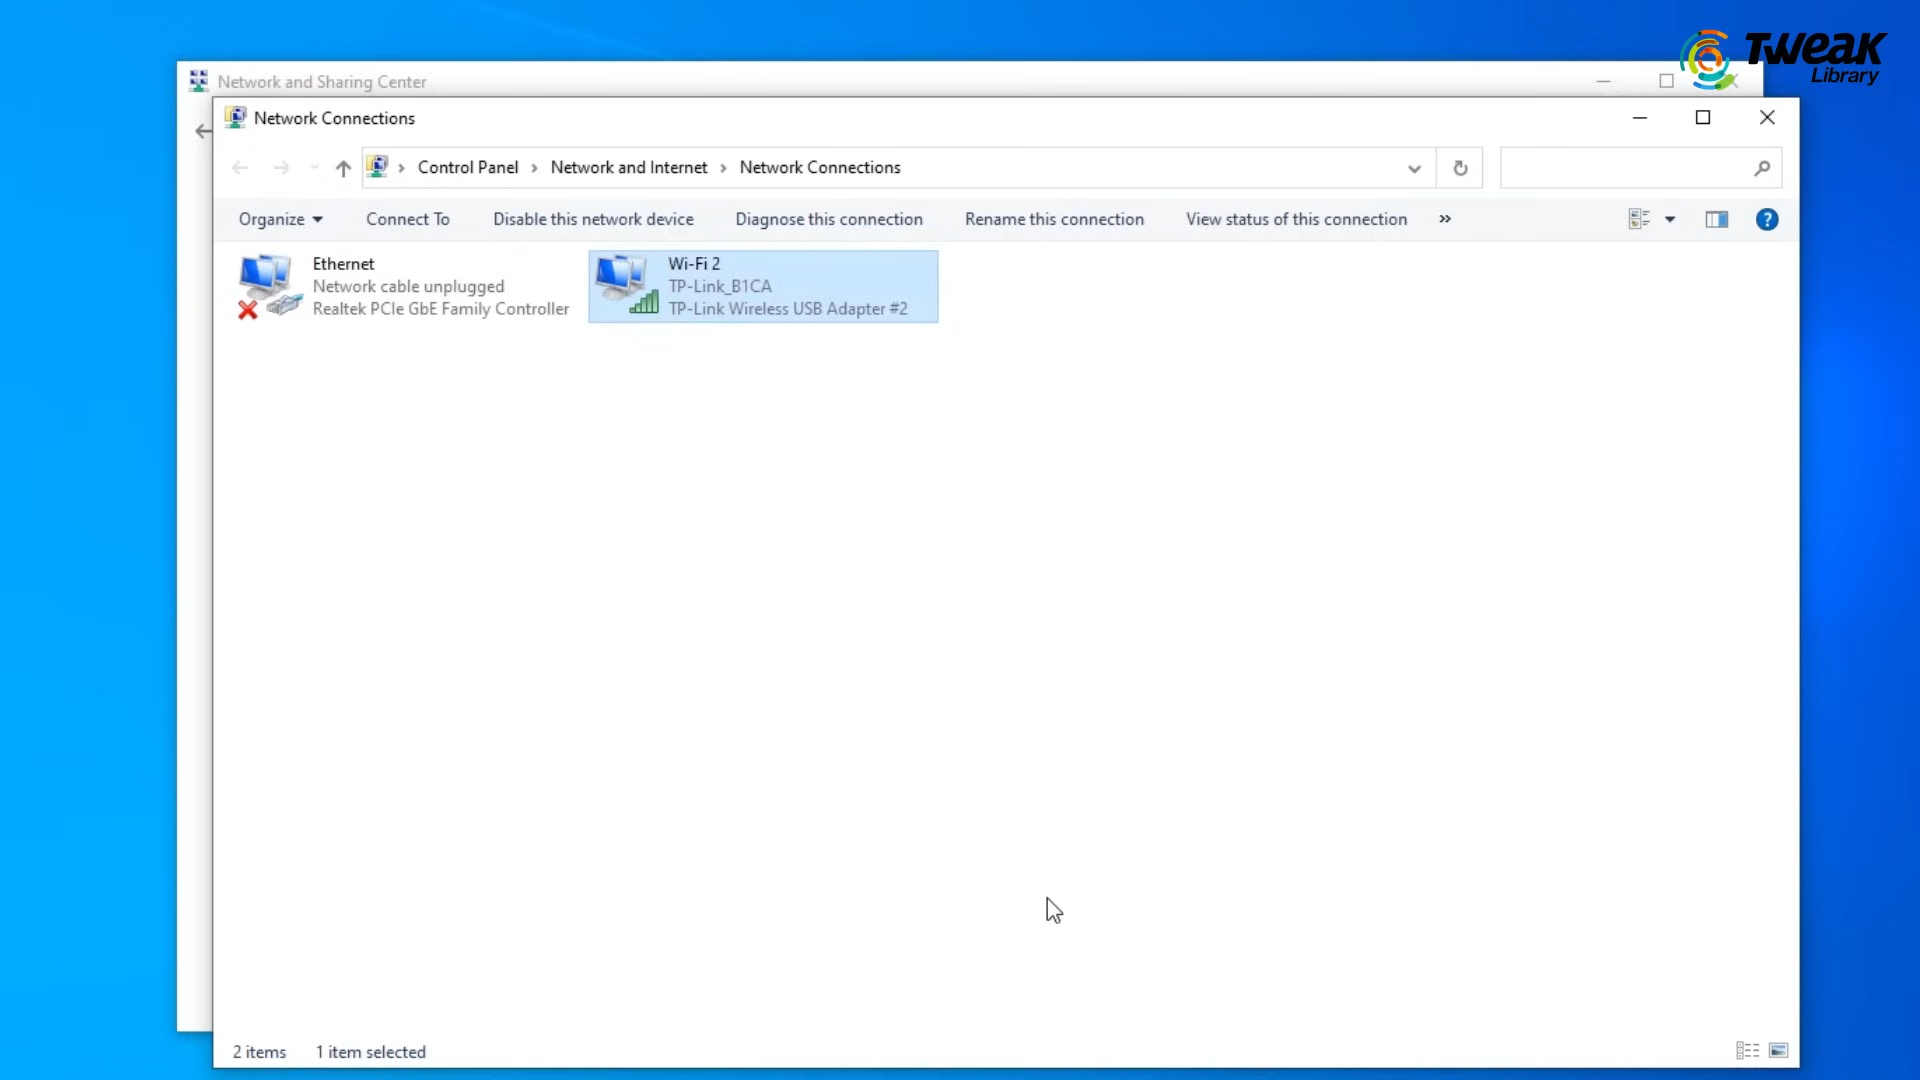 Tweak
Library
Network and Sharing Center
Network Connections
Control Panel > Network and Internet > Network Connections
Organize Connect To Disable this network device Diagnose this connection Rename this connection View status of this connection »
Ethernet
Network cable unplugged
Realtek PCIe GbE Family Controller
Wi-Fi 2
TP-Link_B1CA
TP-Link Wireless USB Adapter #2
2 items 1 item selected